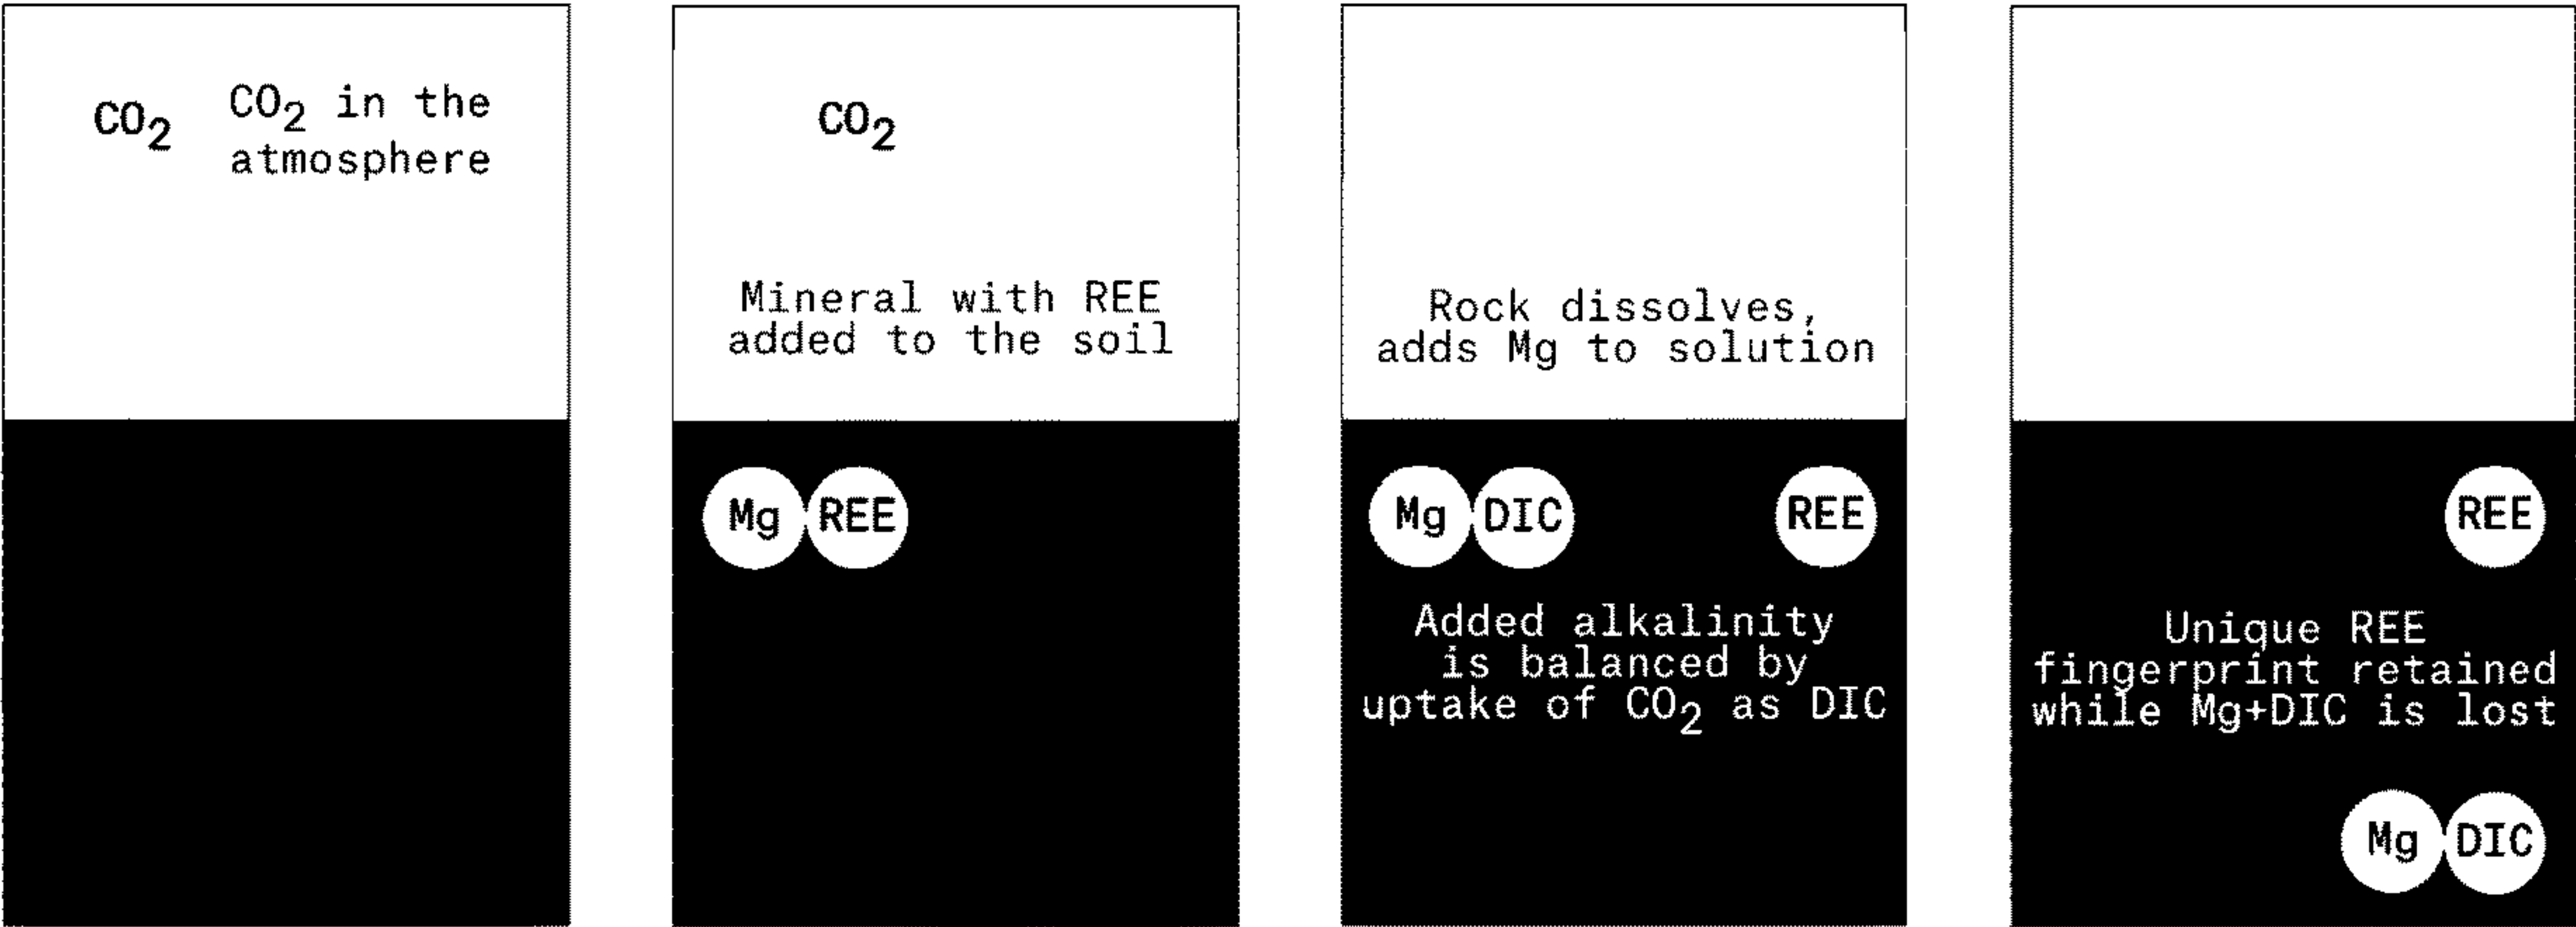 CO₂
CO₂ in the
atmosphere
CO₂
Mineral with REE
added to the soil
Mg REE
Rock dissolves,
adds Mg to solution
Mg DIC REE
Added alkalinity
is balanced by
uptake of CO₂ as DIC
REE
Unique REE
fingerprint retained
while Mg+DIC is lost
Mg DIC